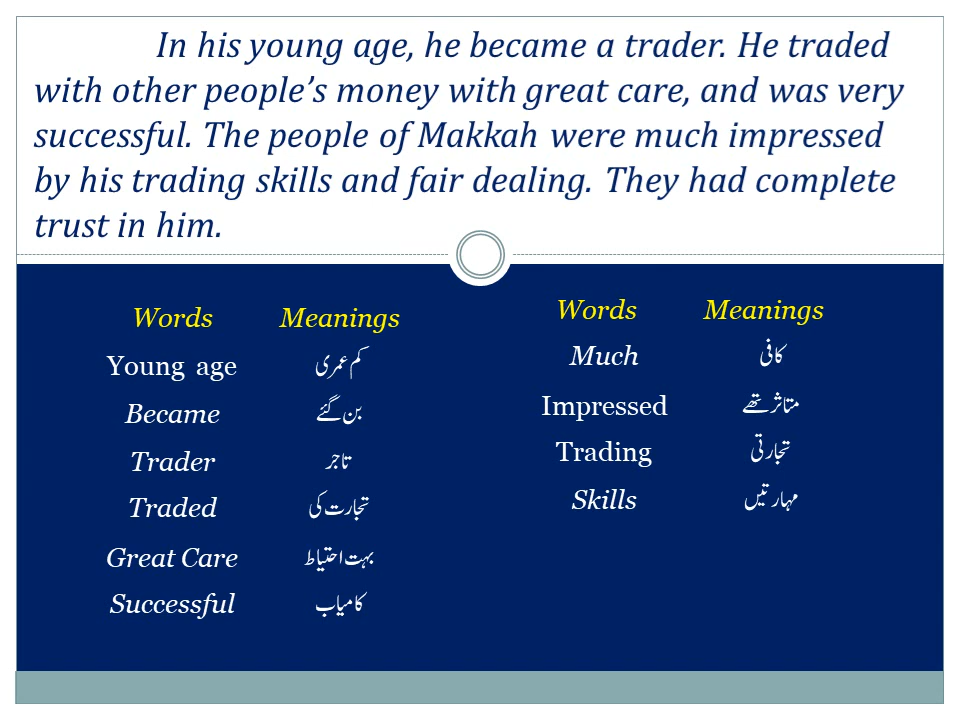 In his young age, he became a trader. He traded
with other people's money with great care, and was very
successful. The people of Makkah were much impressed
by his trading skills and fair dealing. They had complete
trust in him.
Words Meanings
Young age کم عمری
Became بن گئے
Trader تاجر
Traded تجارت کی
Great Care بہت احتیاط
Successful کامیاب
Words Meanings
Much کافی
Impressed متاثر تھے
Trading تجارتی
Skills مہارتیں